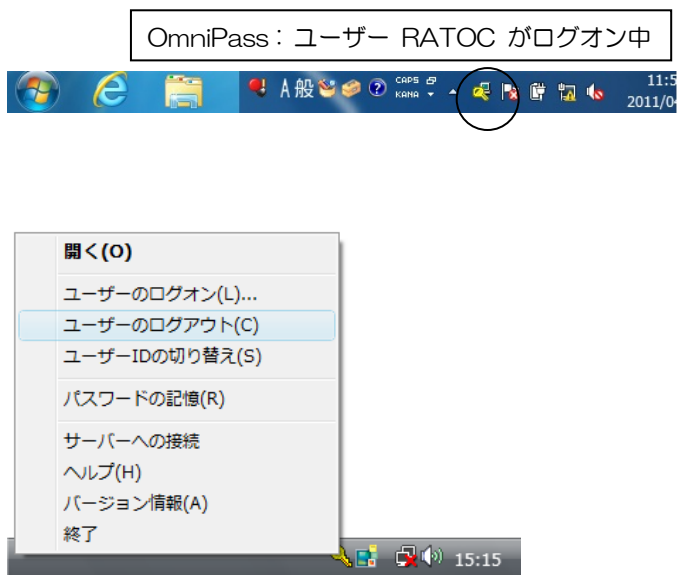 OmniPass：ユーザー RATOC がログオン中
A 般 CAPS KANA 11:5
2011/04
開く(O)
ユーザーのログオン(L)...
ユーザーのログアウト(C)
ユーザーIDの切り替え(S)
パスワードの記憶(R)
サーバーへの接続
ヘルプ(H)
バージョン情報(A)
終了
15:15